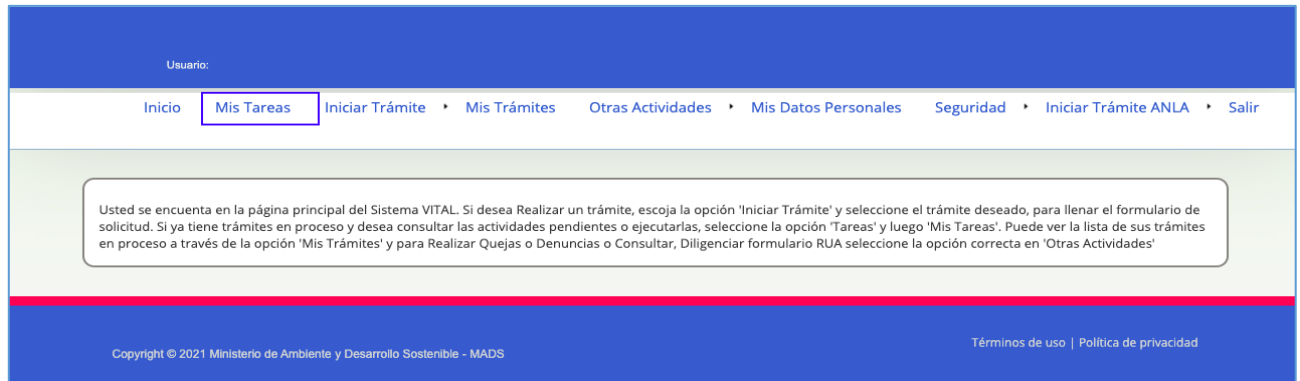 Usuario:
Inicio Mis Tareas Iniciar Trámite Mis Trámites Otras Actividades Mis Datos Personales Seguridad Iniciar Trámite ANLA Salir
Usted se encuenta en la página principal del Sistema VITAL. Si desea Realizar un trámite, escoja la opción 'Iniciar Trámite' y seleccione el trámite deseado, para llenar el formulario de
solicitud. Si ya tiene trámites en proceso y desea consultar las actividades pendientes o ejecutarlas, seleccione la opción 'Tareas' y luego 'Mis Tareas'. Puede ver la lista de sus trámites
en proceso a través de la opción 'Mis Trámites' y para Realizar Quejas o Denuncias o Consultar, Diligenciar formulario RUA seleccione la opción correcta en 'Otras Actividades'
Copyright © 2021 Ministerio de Ambiente y Desarrollo Sostenible - MADS
Términos de uso | Política de privacidad